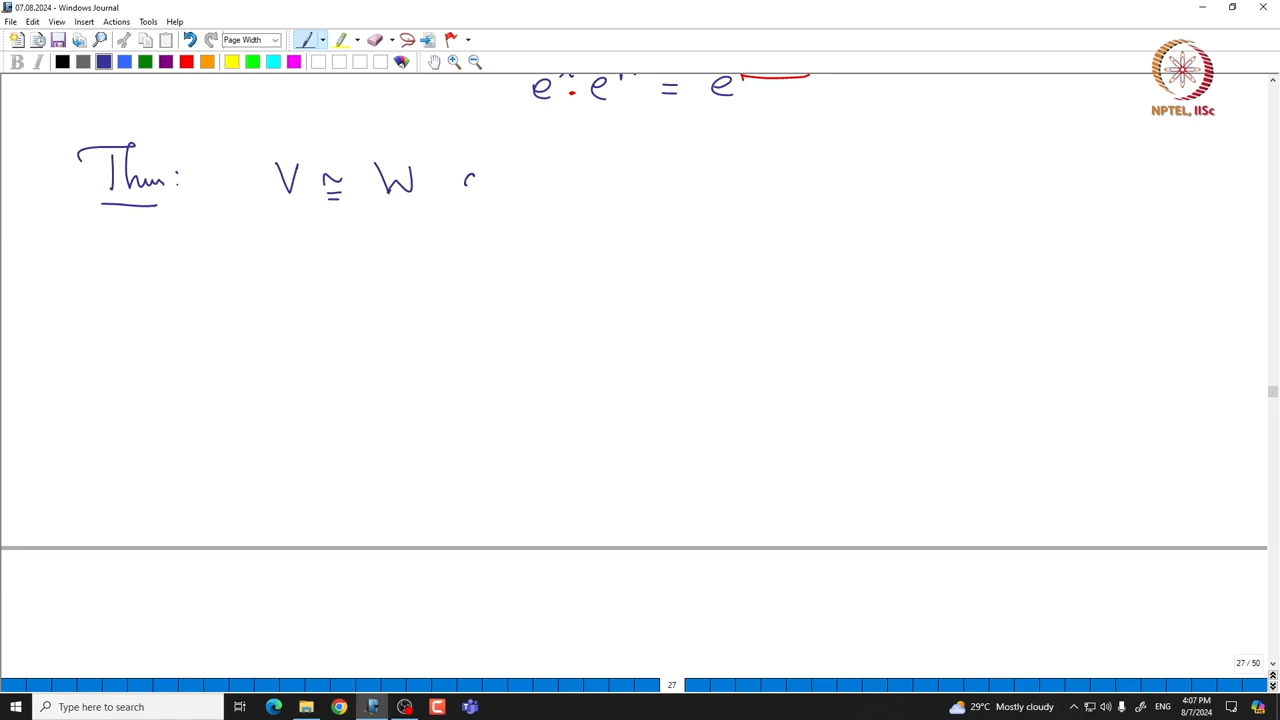 07.08.2024 - Windows Journal
File Edit View Insert Actions Tools Help
Page Width
B I
NPTEL, IISc
e . e = e
Thm: V ≅ W
27 / 50
27
Type here to search
29°C Mostly cloudy
ENG
4:07 PM
8/7/2024